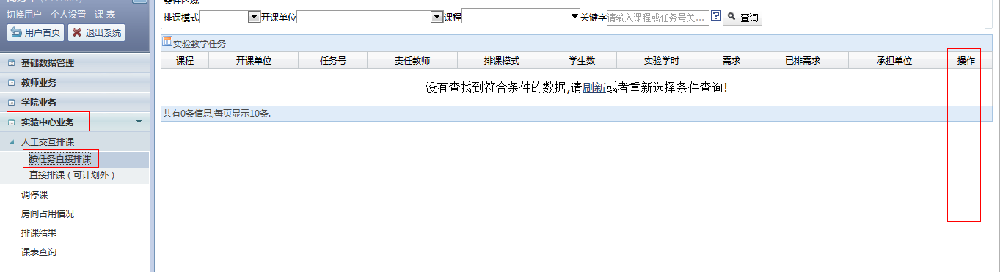 切换用户 个人设置 课 表
用户首页 退出系统
基础数据管理
教师业务
学院业务
实验中心业务
人工交互排课
按任务直接排课
直接排课（可计划外）
调停课
房间占用情况
排课结果
课表查询
条件区域
排课模式 开课单位 课程 关键字 请输入课程或任务号关... ? 查询
实验教学任务
课程 开课单位 任务号 责任教师 排课模式 学生数 实验学时 需求 已排需求 承担单位 操作
没有查找到符合条件的数据,请刷新或者重新选择条件查询!
共有0条信息,每页显示10条.